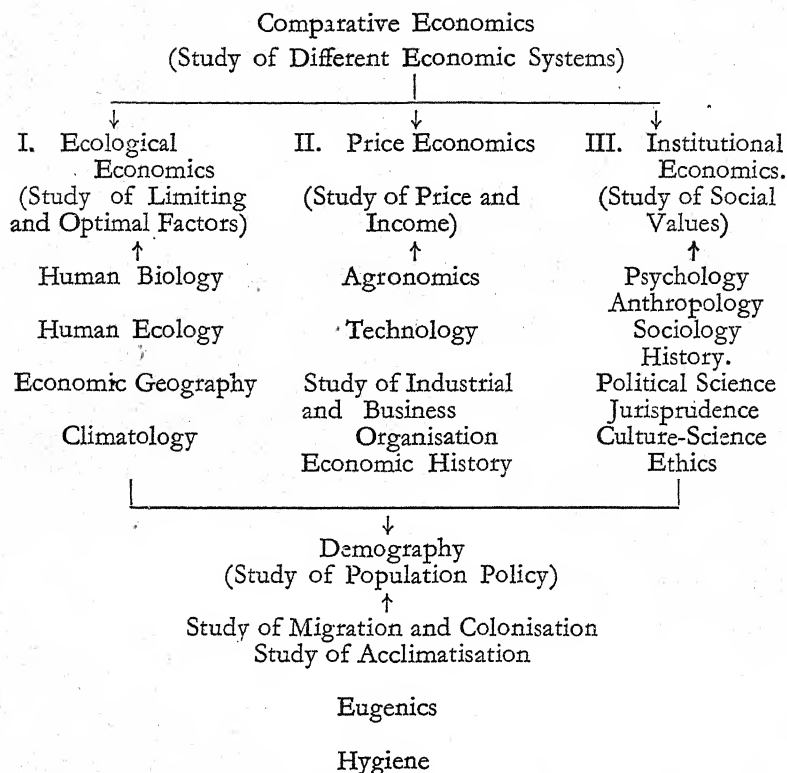 Comparative Economics
(Study of Different Economic Systems)
I. Ecological Economics
(Study of Limiting and Optimal Factors)
Human Biology
Human Ecology
Economic Geography
Climatology
II. Price Economics
(Study of Price and Income)
Agronomics
Technology
Study of Industrial and Business Organisation
Economic History
III. Institutional Economics.
(Study of Social Values)
Psychology
Anthropology
Sociology
History.
Political Science
Jurisprudence
Culture-Science
Ethics
Demography
(Study of Population Policy)
Study of Migration and Colonisation
Study of Acclimatisation
Eugenics
Hygiene